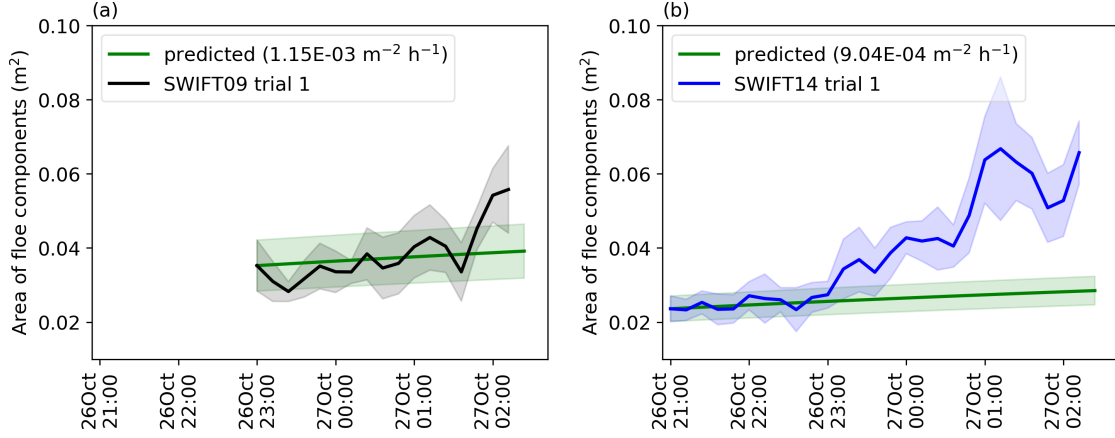 (a)
Area of floe components (m²)
0.10
0.08
0.06
0.04
0.02
predicted (1.15E-03 m⁻² h⁻¹)
SWIFT09 trial 1
26Oct 21:00
26Oct 22:00
26Oct 23:00
27Oct 00:00
27Oct 01:00
27Oct 02:00
(b)
Area of floe components (m²)
0.10
0.08
0.06
0.04
0.02
predicted (9.04E-04 m⁻² h⁻¹)
SWIFT14 trial 1
26Oct 21:00
26Oct 22:00
26Oct 23:00
27Oct 00:00
27Oct 01:00
27Oct 02:00